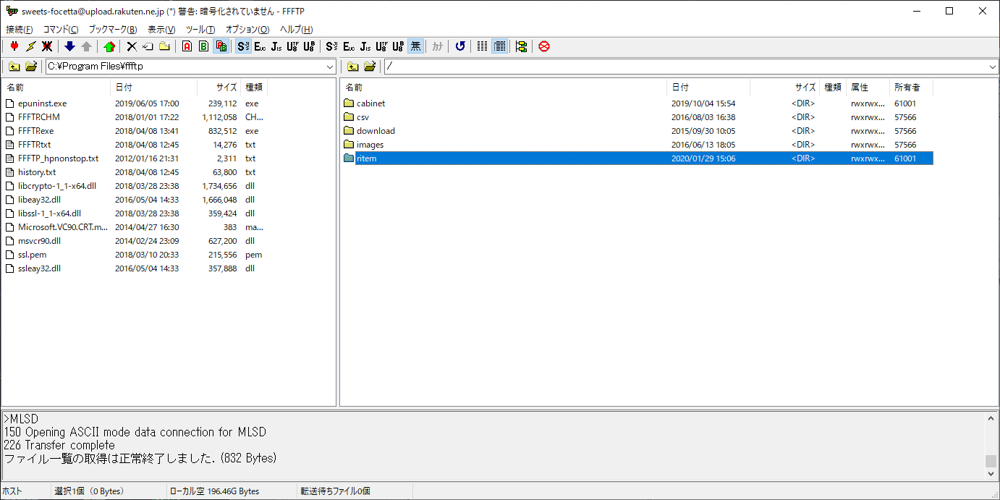 sweets-focetta@upload.rakuten.ne.jp (*) 警告: 暗号化されていません - FFFTP
接続(F) コマンド(C) ブックマーク(B) 表示(V) ツール(T) オプション(O) ヘルプ(H)
A B AB SJIS EUC JIS UTF8 UTF8B SJIS EUC JIS UTF8 UTF8B 無 カナ
C:¥Program Files¥ffftp /
名前 日付 サイズ 種類
epuninst.exe 2019/06/05 17:00 239,112 exe
FFFTP.CHM 2018/01/01 17:22 1,112,058 CH...
FFFTP.exe 2018/04/08 13:41 832,512 exe
FFFTP.txt 2018/04/08 12:45 14,276 txt
FFFTP_hpnonstop.txt 2012/01/16 21:31 2,311 txt
history.txt 2018/04/08 12:45 63,800 txt
libcrypto-1_1-x64.dll 2018/03/28 23:38 1,734,656 dll
libeay32.dll 2016/05/04 14:33 1,666,048 dll
libssl-1_1-x64.dll 2018/03/28 23:38 359,424 dll
Microsoft.VC90.CRT.m... 2014/04/27 16:30 383 ma...
msvcr90.dll 2014/02/24 23:09 627,200 dll
ssl.pem 2018/03/10 20:33 215,556 pem
ssleay32.dll 2016/05/04 14:33 357,888 dll
名前 日付 サイズ 種類 属性 所有者
cabinet 2019/10/04 15:54 <DIR> rwxrwx... 61001
csv 2016/08/03 16:38 <DIR> rwxrwx... 57566
download 2015/09/30 10:05 <DIR> rwxrwx... 57566
images 2016/06/13 18:05 <DIR> rwxrwx... 57566
ritem 2020/01/29 15:06 <DIR> rwxrwx... 61001
>MLSD
150 Opening ASCII mode data connection for MLSD
226 Transfer complete
ファイル一覧の取得は正常終了しました. (832 Bytes)
ホスト 選択1個（0 Bytes） ローカル空 196.46G Bytes 転送待ちファイル0個